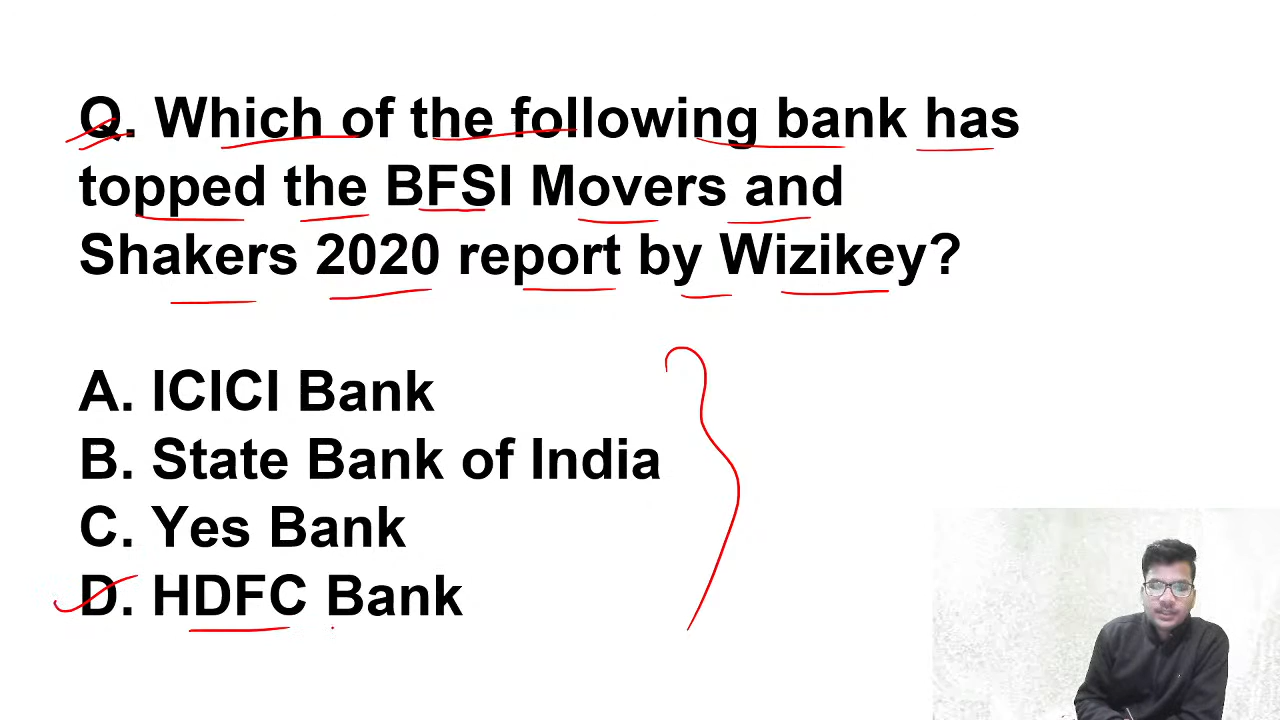 Q. Which of the following bank has
topped the BFSI Movers and
Shakers 2020 report by Wizikey?
A. ICICI Bank
B. State Bank of India
C. Yes Bank
D. HDFC Bank